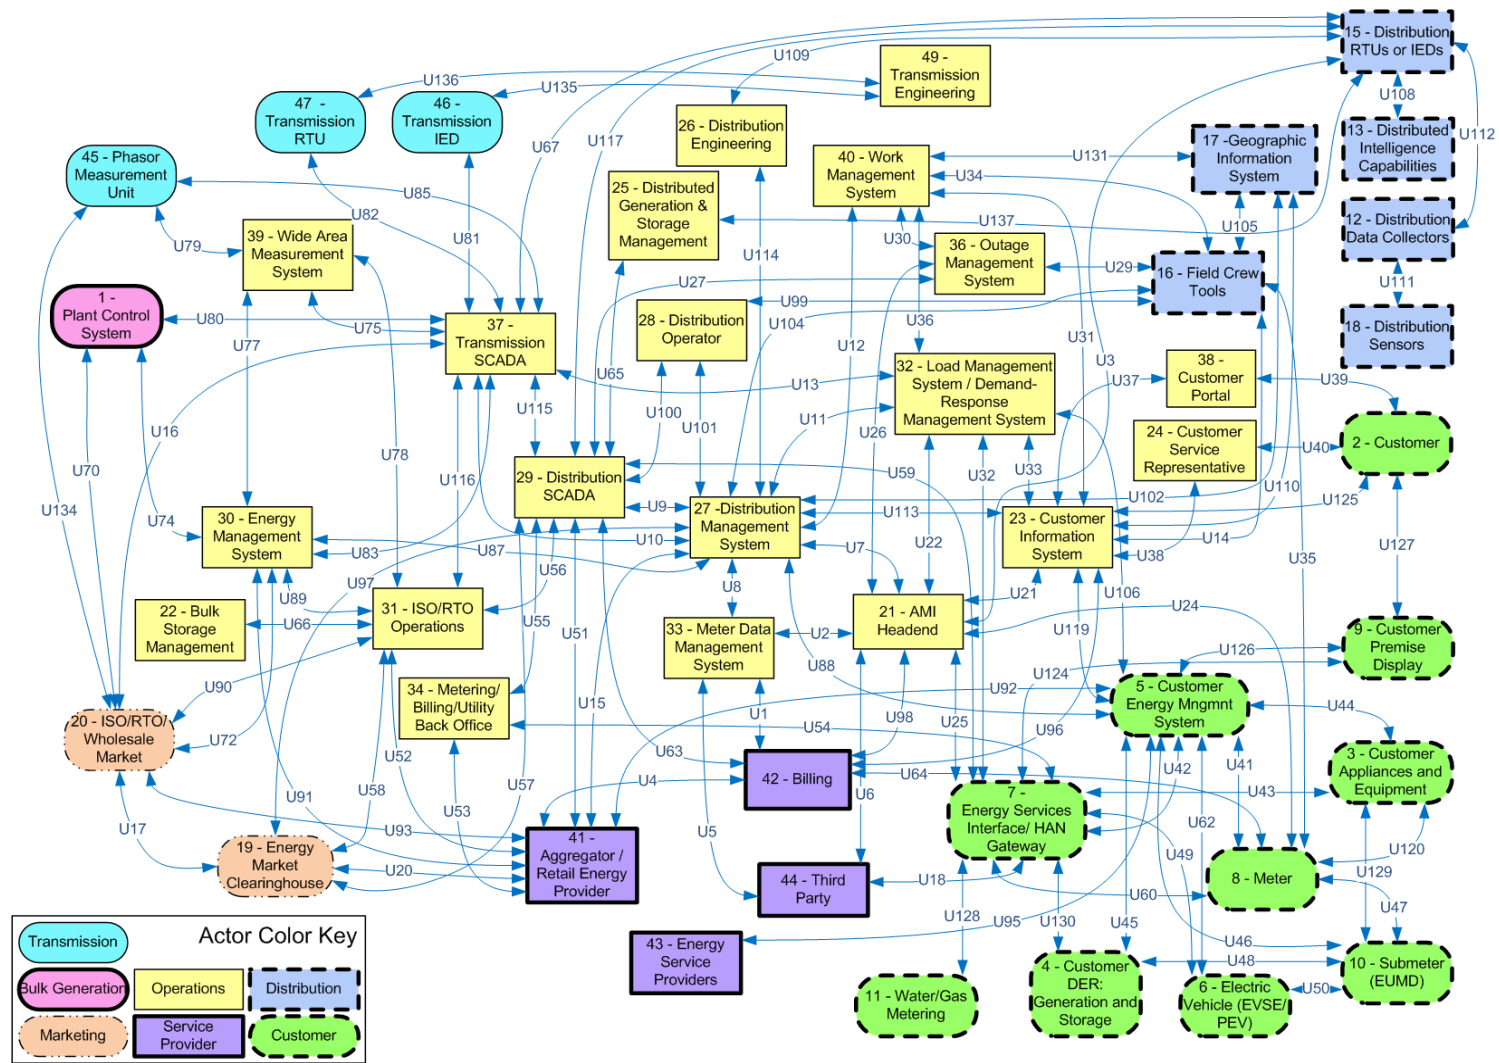 15 - Distribution
RTUs or IEDs
U109
49 -
Transmission
Engineering
U136
U135
47 -
Transmission
RTU
46 -
Transmission
IED
U108
26 - Distribution
Engineering
U117
U67
17 -Geographic
Information
System
13 - Distributed
Intelligence
Capabilities
U112
45 - Phasor
Measurement
Unit
40 - Work
Management
System
U131
U34
25 - Distributed
Generation &
Storage
Management
U85
U82
U137
U105
12 - Distribution
Data Collectors
39 - Wide Area
Measurement
System
U79
U81
U30
36 - Outage
Management
System
U114
U29
16 - Field Crew
Tools
U111
U27
1 -
Plant Control
System
U80
U75
U99
U104
28 - Distribution
Operator
37 -
Transmission
SCADA
U36
U31
18 - Distribution
Sensors
U77
U12
U3
U65
U13
32 - Load Management
System / Demand-
Response
Management System
U37
38 -
Customer
Portal
U39
U115
U100
U11
U16
U26
U101
24 - Customer
Service
Representative
U40
2 - Customer
U70
U78
U116
29 - Distribution
SCADA
U59
U32
U33
U110
U134
U74
U9
27 -Distribution
Management
System
U102
U125
U113
23 - Customer
Information
System
30 - Energy
Management
System
U83
U87
U10
U14
U7
U22
U38
U127
U35
U97
U56
U89
U8
U21
U106
22 - Bulk
Storage
Management
U66
31 - ISO/RTO
Operations
U55
U51
33 - Meter Data
Management
System
U2
21 - AMI
Headend
U24
U119
9 - Customer
Premise
Display
U126
U124
U88
U90
34 - Metering/
Billing/Utility
Back Office
U92
5 - Customer
Energy Mngmnt
System
U15
U1
U98
U25
U54
U44
20 - ISO/RTO/
Wholesale
Market
U72
U52
U63
U96
42 - Billing
U64
U42
U41
3 - Customer
Appliances and
Equipment
U4
U57
U58
U91
U6
7 -
Energy Services
Interface/ HAN
Gateway
U43
U53
U17
U93
U5
U62
U49
U120
19 - Energy
Market
Clearinghouse
U20
41 -
Aggregator /
Retail Energy
Provider
U129
44 - Third
Party
U18
U60
8 - Meter
U128
U95
U130
U45
U47
U46
43 - Energy
Service
Providers
U48
4 - Customer
DER:
Generation and
Storage
10 - Submeter
(EUMD)
U50
11 - Water/Gas
Metering
6 - Electric
Vehicle (EVSE/
PEV)
Actor Color Key
Transmission
Bulk Generation
Operations
Distribution
Marketing
Service
Provider
Customer